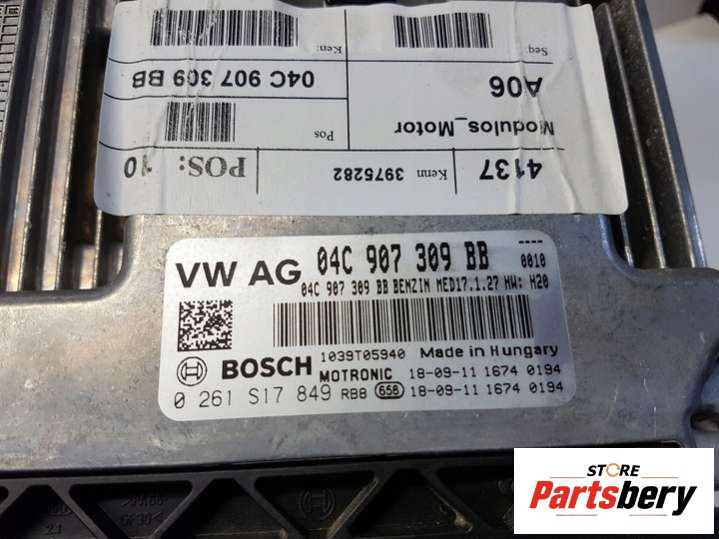 4137
Kenn 3975282
POS: 10
Modulos_Motor
Pos
A06
04C 907 309 BB
Seq:
Ken:
VW AG 04C 907 309 BB ----
0010
04C 907 309 BB BENZIN MED17.1.27 HW: H20
BOSCH 1039T05940 Made in Hungary
MOTRONIC 18-09-11 1674 0194
0 261 S17 849 RBB 658 18-09-11 1674 0194
STORE
Partsbery